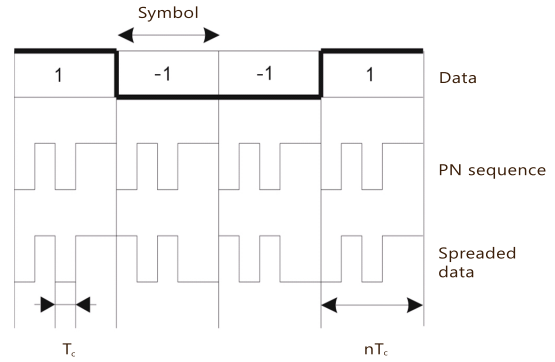 Symbol
1 -1 -1 1 Data
PN sequence
Spreaded
data
Tc nTc